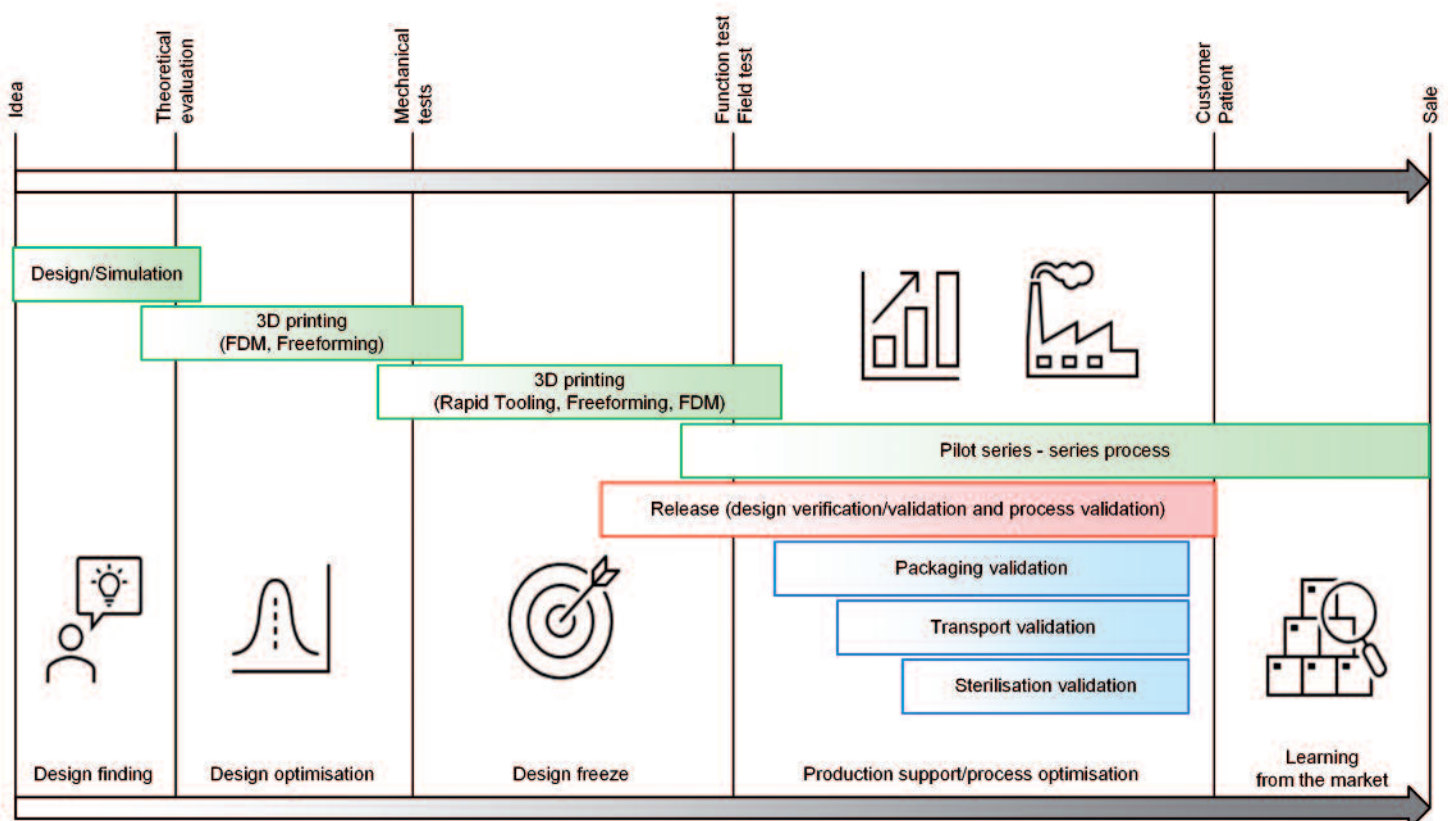 Idea
Theoretical
evaluation
Mechanical
tests
Function test
Field test
Customer
Patient
Sale
Design/Simulation
3D printing
(FDM, Freeforming)
3D printing
(Rapid Tooling, Freeforming, FDM)
Pilot series - series process
Release (design verification/validation and process validation)
Packaging validation
Transport validation
Sterilisation validation
Design finding
Design optimisation
Design freeze
Production support/process optimisation
Learning
from the market